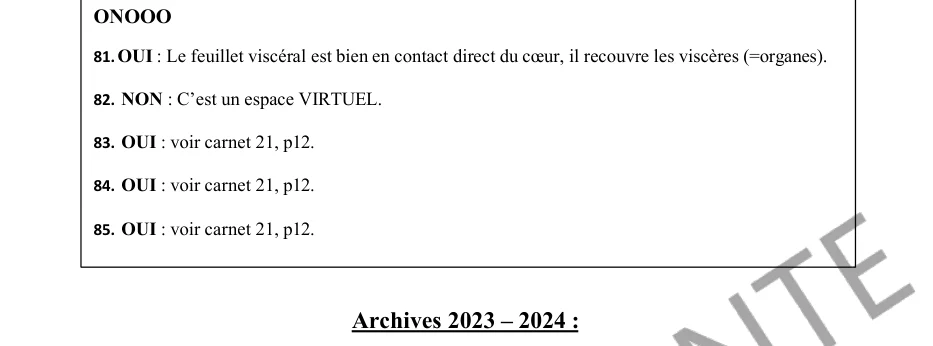 ONOOO
81. OUI : Le feuillet viscéral est bien en contact direct du cœur, il recouvre les viscères (=organes).
82. NON : C’est un espace VIRTUEL.
83. OUI : voir carnet 21, p12.
84. OUI : voir carnet 21, p12.
85. OUI : voir carnet 21, p12.
Archives 2023 – 2024 :